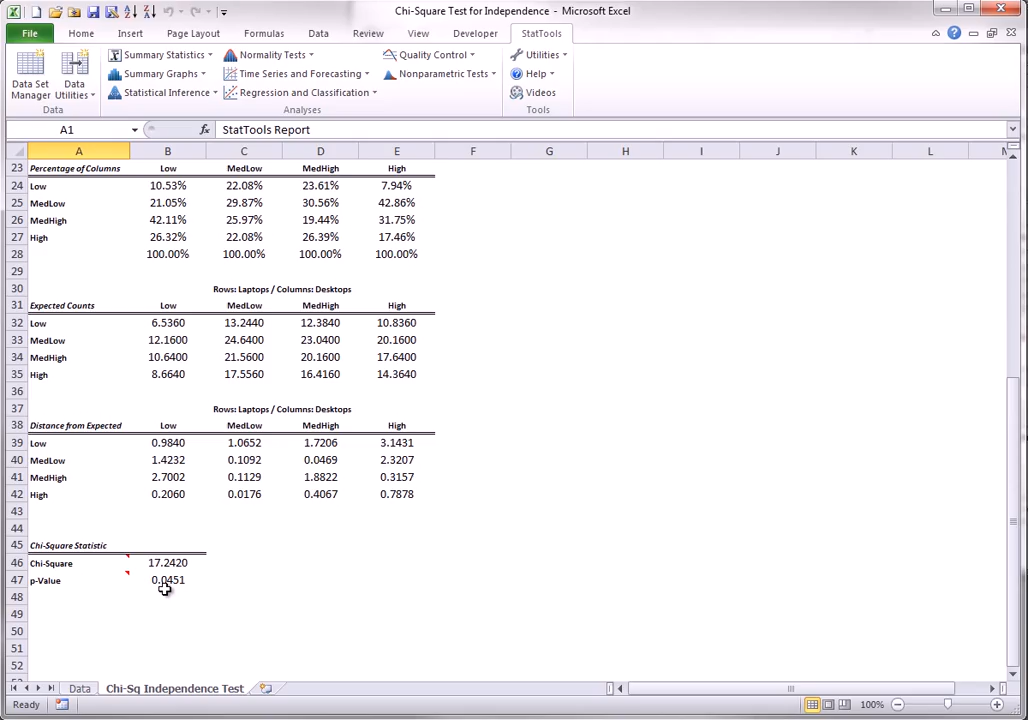 Chi-Square Test for Independence - Microsoft Excel
File Home Insert Page Layout Formulas Data Review View Developer StatTools
Summary Statistics Normality Tests Quality Control Utilities
Summary Graphs Time Series and Forecasting Nonparametric Tests Help
Data Set Manager Data Utilities Statistical Inference Regression and Classification Videos
Data Analyses Tools
A1 fx StatTools Report
A B C D E F G H I J K L
23 Percentage of Columns Low MedLow MedHigh High
24 Low 10.53% 22.08% 23.61% 7.94%
25 MedLow 21.05% 29.87% 30.56% 42.86%
26 MedHigh 42.11% 25.97% 19.44% 31.75%
27 High 26.32% 22.08% 26.39% 17.46%
28 100.00% 100.00% 100.00% 100.00%
29
30 Rows: Laptops / Columns: Desktops
31 Expected Counts Low MedLow MedHigh High
32 Low 6.5360 13.2440 12.3840 10.8360
33 MedLow 12.1600 24.6400 23.0400 20.1600
34 MedHigh 10.6400 21.5600 20.1600 17.6400
35 High 8.6640 17.5560 16.4160 14.3640
36
37 Rows: Laptops / Columns: Desktops
38 Distance from Expected Low MedLow MedHigh High
39 Low 0.9840 1.0652 1.7206 3.1431
40 MedLow 1.4232 0.1092 0.0469 2.3207
41 MedHigh 2.7002 0.1129 1.8822 0.3157
42 High 0.2060 0.0176 0.4067 0.7878
43
44
45 Chi-Square Statistic
46 Chi-Square 17.2420
47 p-Value 0.0451
48
49
50
51
52
Data Chi-Sq Independence Test
Ready 100%